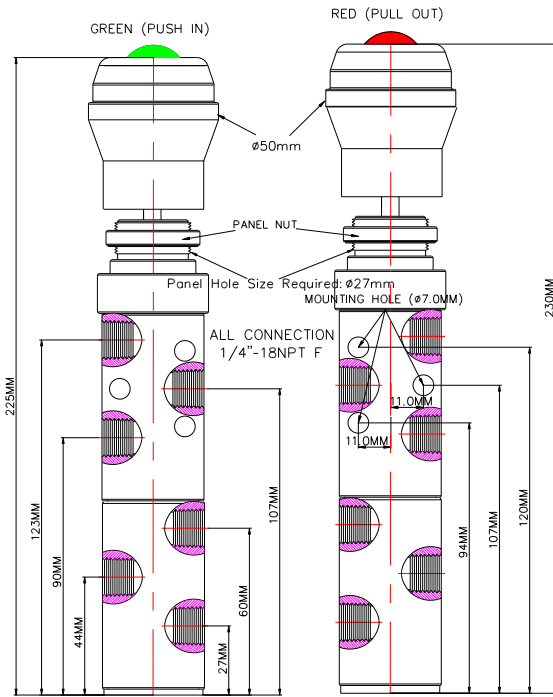 GREEN (PUSH IN)
RED (PULL OUT)
ø50mm
PANEL NUT
Panel Hole Size Required: ø27mm
MOUNTING HOLE (ø7.0MM)
ALL CONNECTION
1/4"-18NPT F
11.0MM
11.0MM
225MM
123MM
90MM
44MM
27MM
60MM
107MM
94MM
107MM
120MM
230MM